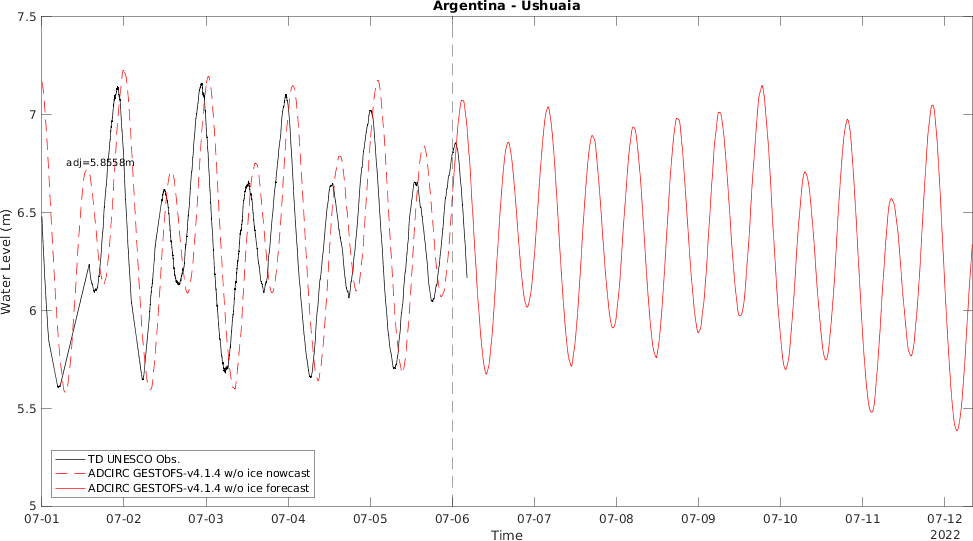 Argentina - Ushuaia
7.5
7
6.5
6
5.5
5
Water Level (m)
adj=5.8558m
TD UNESCO Obs.
ADCIRC GESTOFS-v4.1.4 w/o ice nowcast
ADCIRC GESTOFS-v4.1.4 w/o ice forecast
07-01 07-02 07-03 07-04 07-05 07-06 07-07 07-08 07-09 07-10 07-11 07-12
2022
Time